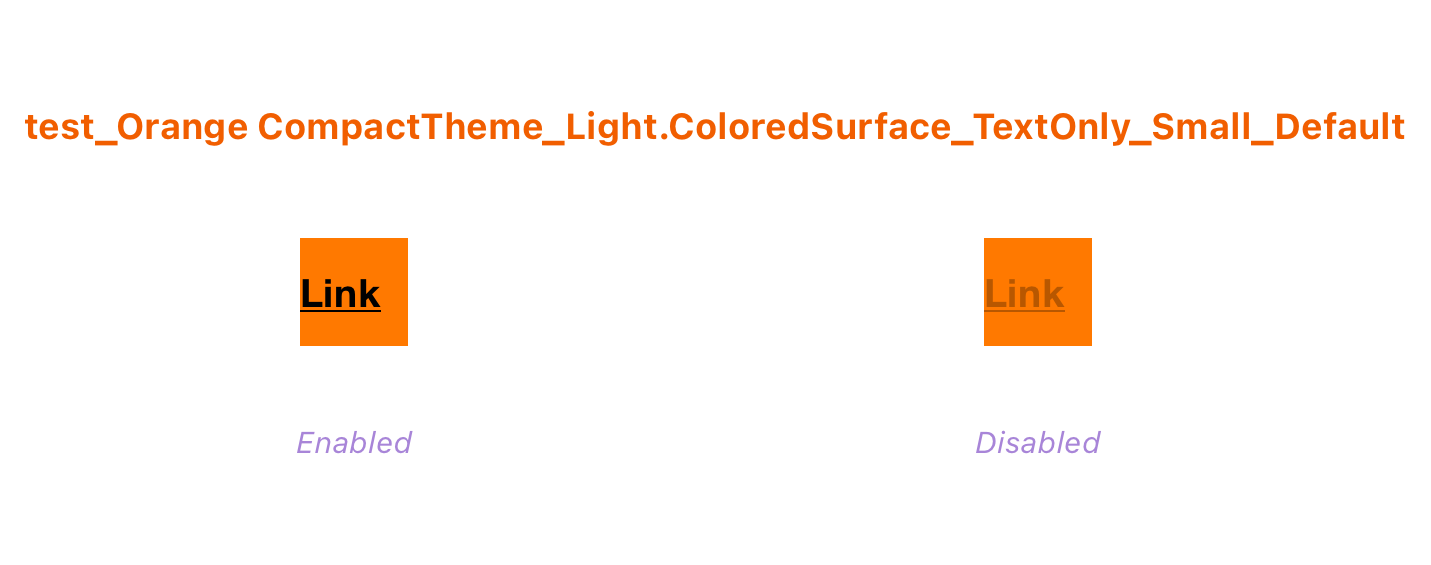 test_Orange CompactTheme_Light.ColoredSurface_TextOnly_Small_Default
Link Link
Enabled Disabled